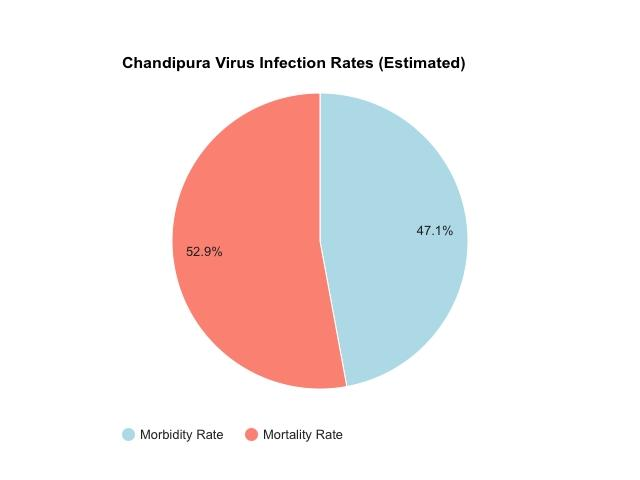 Chandipura Virus Infection Rates (Estimated)
47.1%
52.9%
Morbidity Rate
Mortality Rate